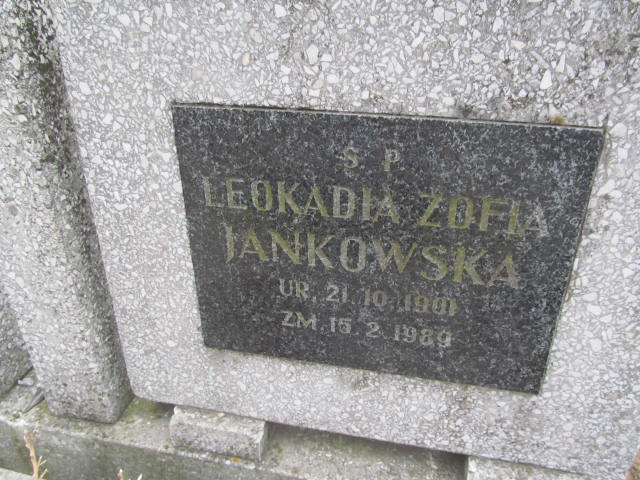 Ś P
LEOKADIA ZOFIA
JANKOWSKA
UR. 21.10.1901
ZM. 15.2.1989